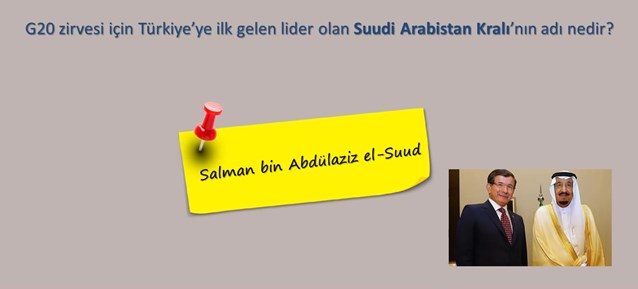 G20 zirvesi için Türkiye’ye ilk gelen lider olan Suudi Arabistan Kralı’nın adı nedir?
Salman bin Abdülaziz el-Suud